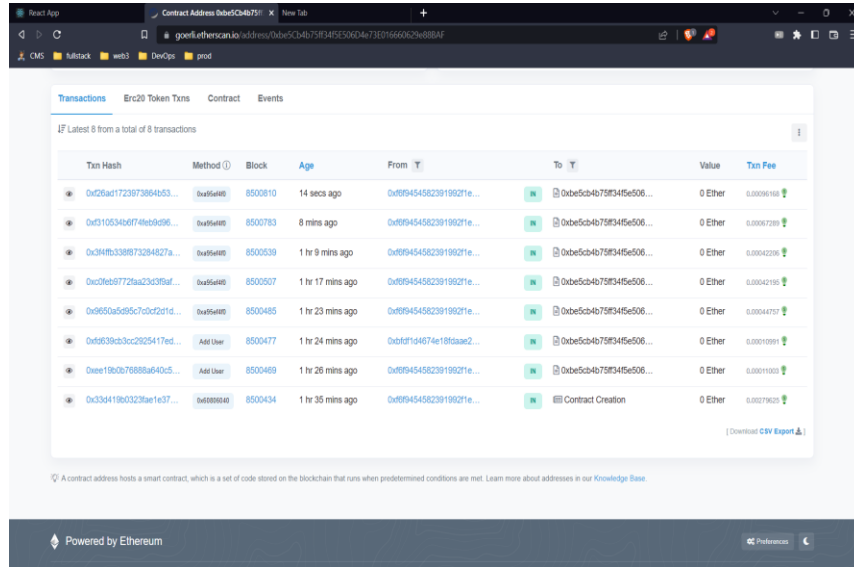 React App
Contract Address 0xbe5Cb4b75ff
New Tab
goerli.etherscan.io/address/0xbe5Cb4b75ff34f5E506D4e73E016660629e88BAF
CMS fullstack web3 DevOps prod
Transactions Erc20 Token Txns Contract Events
Latest 8 from a total of 8 transactions
Txn Hash Method Block Age From To Value Txn Fee
0xf26ad1723973864b53... 0xa95ef4f0 8500810 14 secs ago 0xf6f9454582391992f1e... IN 0xbe5cb4b75ff34f5e506... 0 Ether 0.00096168
0xf310534b6f74feb9d96... 0xa95ef4f0 8500783 8 mins ago 0xf6f9454582391992f1e... IN 0xbe5cb4b75ff34f5e506... 0 Ether 0.00067289
0x3f4ffb338f873284827a... 0xa95ef4f0 8500539 1 hr 9 mins ago 0xf6f9454582391992f1e... IN 0xbe5cb4b75ff34f5e506... 0 Ether 0.00042206
0xc0feb9772faa23d3f9af... 0xa95ef4f0 8500507 1 hr 17 mins ago 0xf6f9454582391992f1e... IN 0xbe5cb4b75ff34f5e506... 0 Ether 0.00042195
0x9650a5d95c7c0cf2d1d... 0xa95ef4f0 8500485 1 hr 23 mins ago 0xf6f9454582391992f1e... IN 0xbe5cb4b75ff34f5e506... 0 Ether 0.00044757
0xfd639cb3cc2925417ed... Add User 8500477 1 hr 24 mins ago 0xbfdf1d4674e18fdaae2... IN 0xbe5cb4b75ff34f5e506... 0 Ether 0.00010991
0xee19b0b76888a640c5... Add User 8500469 1 hr 26 mins ago 0xf6f9454582391992f1e... IN 0xbe5cb4b75ff34f5e506... 0 Ether 0.00011003
0x33d419b0323fae1e37... 0x60806040 8500434 1 hr 35 mins ago 0xf6f9454582391992f1e... IN Contract Creation 0 Ether 0.00279625
[ Download CSV Export ]
A contract address hosts a smart contract, which is a set of code stored on the blockchain that runs when predetermined conditions are met. Learn more about addresses in our Knowledge Base.
Powered by Ethereum
Preferences